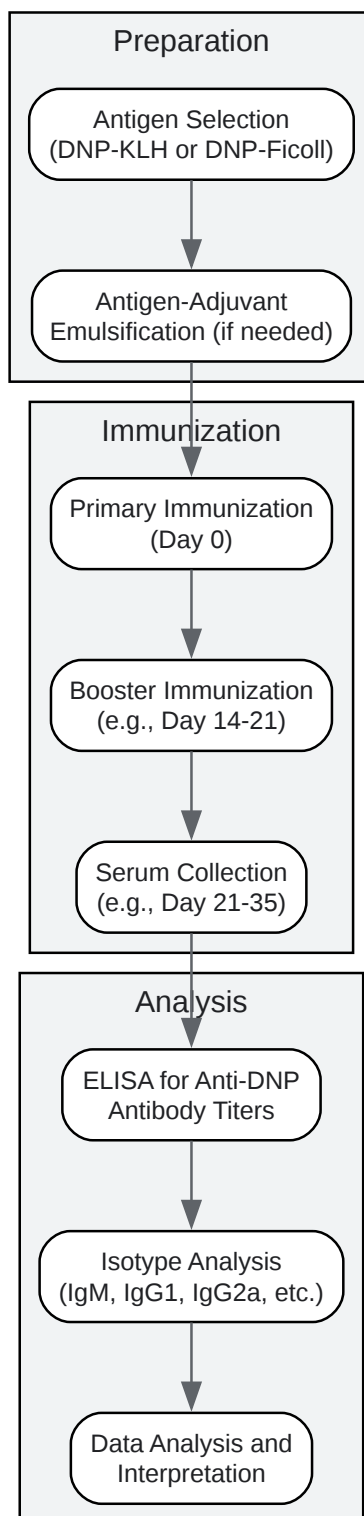 Preparation
Antigen Selection
(DNP-KLH or DNP-Ficoll)
Antigen-Adjuvant
Emulsification (if needed)
Immunization
Primary Immunization
(Day 0)
Booster Immunization
(e.g., Day 14-21)
Serum Collection
(e.g., Day 21-35)
Analysis
ELISA for Anti-DNP
Antibody Titers
Isotype Analysis
(IgM, IgG1, IgG2a, etc.)
Data Analysis and
Interpretation